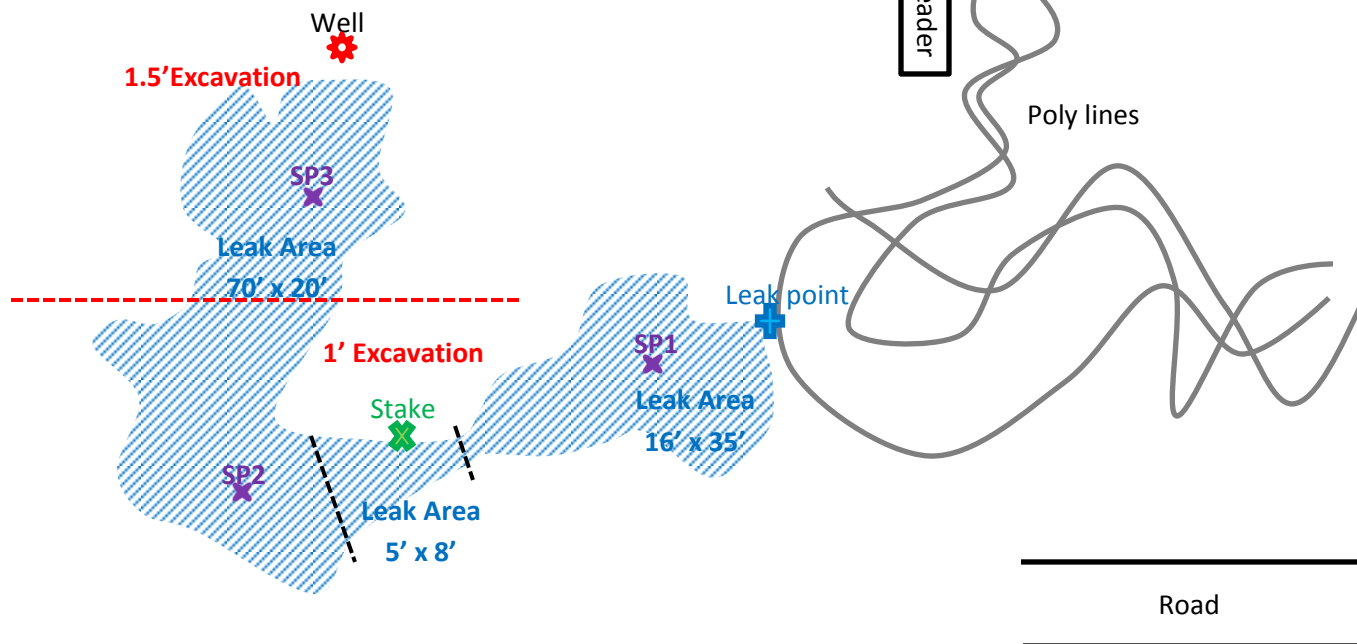 Well
1.5’Excavation
eader
Poly lines
SP3
Leak Area
70’ x 20’
Leak point
1’ Excavation
SP1
Leak Area
16’ x 35’
Stake
SP2
Leak Area
5’ x 8’
Road